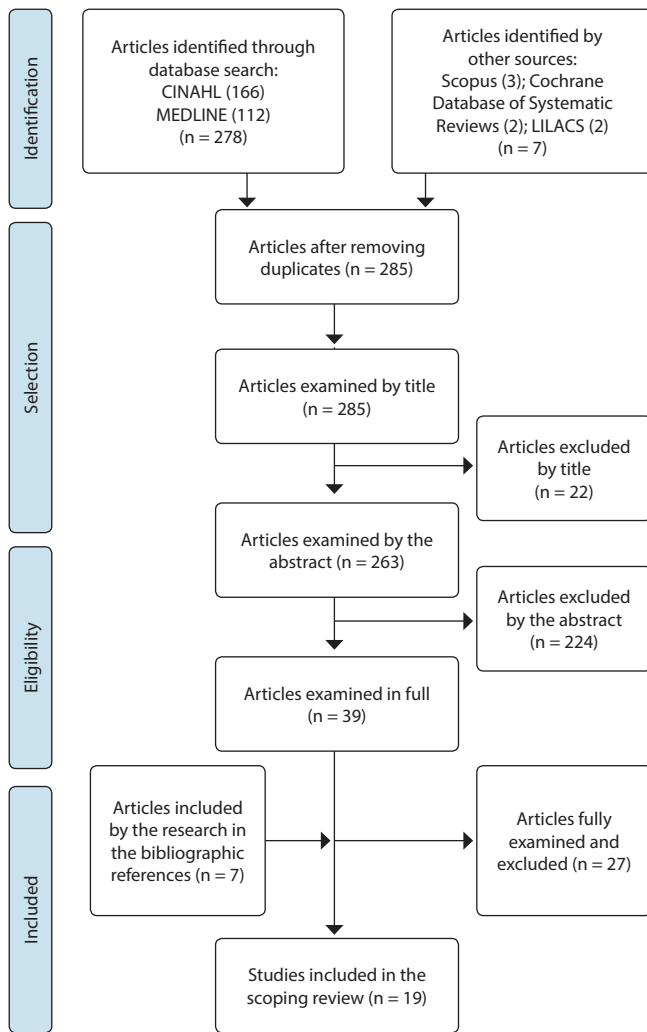 Identification
Articles identified through
database search:
CINAHL (166)
MEDLINE (112)
(n = 278)
Articles identified by
other sources:
Scopus (3); Cochrane
Database of Systematic
Reviews (2); LILACS (2)
(n = 7)
Selection
Articles after removing
duplicates (n = 285)
Articles examined by title
(n = 285)
Articles excluded
by title
(n = 22)
Articles examined by the
abstract (n = 263)
Eligibility
Articles excluded
by the abstract
(n = 224)
Articles examined in full
(n = 39)
Included
Articles included
by the research in
the bibliographic
references (n = 7)
Articles fully
examined and
excluded (n = 27)
Studies included in the
scoping review (n = 19)